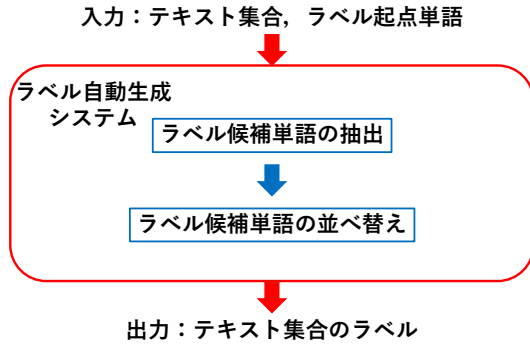 入力：テキスト集合，ラベル起点単語
ラベル自動生成
システム
ラベル候補単語の抽出
ラベル候補単語の並べ替え
出力：テキスト集合のラベル